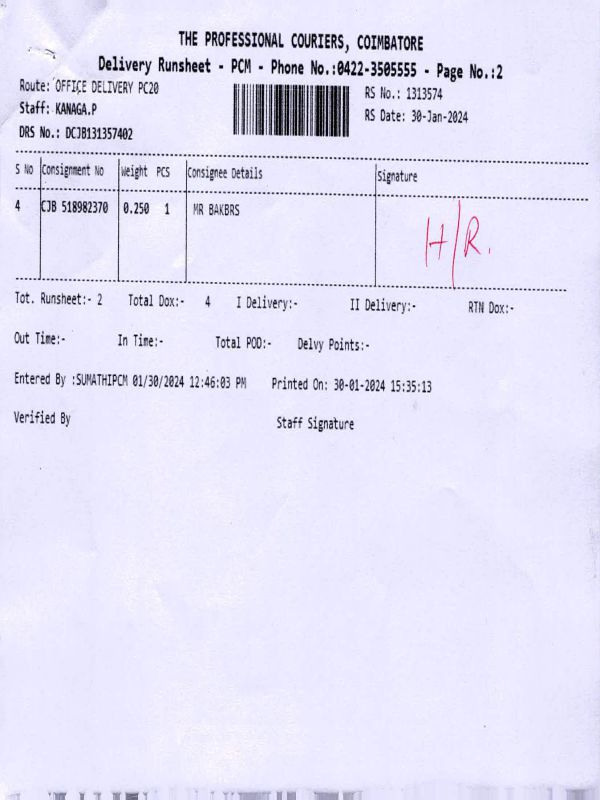 THE PROFESSIONAL COURIERS, COIMBATORE
Delivery Runsheet - PCM - Phone No.:0422-3505555 - Page No.:2
Route: OFFICE DELIVERY PC20
RS No.: 1313574
Staff: KANAGA.P
RS Date: 30-Jan-2024
DRS No.: DCJB131357402
S No Consignment No Weight PCS Consignee Details Signature
4 CJB 518982370 0.250 1 MR BAKBRS
H/R.
Tot. Runsheet:- 2 Total Dox:- 4 I Delivery:- II Delivery:- RTN Dox:-
Out Time:- In Time:- Total POD:- Delvy Points:-
Entered By :SUMATHIPCM 01/30/2024 12:46:03 PM Printed On: 30-01-2024 15:35:13
Verified By Staff Signature